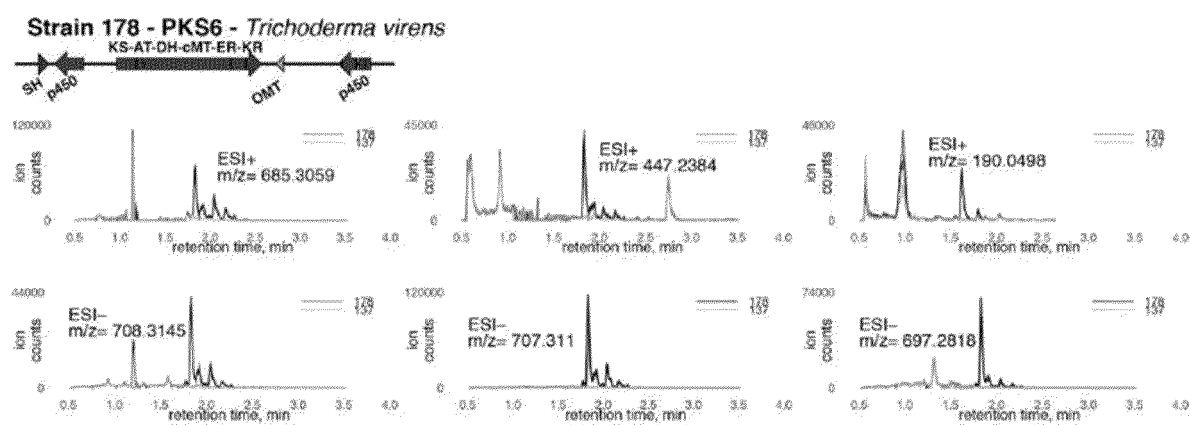 Strain 178 - PKS6 - Trichoderma virens
KS-AT-DH-cMT-ER-KR
SH p450 OMT p450
120000
178
137
ESI+
m/z= 685.3059
ion counts
0
0.5 1.0 1.5 2.0 2.5 3.0 3.5 4.0
retention time, min
45000
178
137
ESI+
m/z= 447.2384
ion counts
0
0.5 1.0 1.5 2.0 2.5 3.0 3.5 4.0
retention time, min
46000
178
137
ESI+
m/z= 190.0498
ion counts
0
0.5 1.0 1.5 2.0 2.5 3.0 3.5 4.0
retention time, min
44000
178
137
ESI−
m/z= 708.3145
ion counts
0
0.5 1.0 1.5 2.0 2.5 3.0 3.5 4.0
retention time, min
120000
178
137
ESI−
m/z= 707.311
ion counts
0
0.5 1.0 1.5 2.0 2.5 3.0 3.5 4.0
retention time, min
74000
178
137
ESI−
m/z= 697.2818
ion counts
0
0.5 1.0 1.5 2.0 2.5 3.0 3.5 4.0
retention time, min